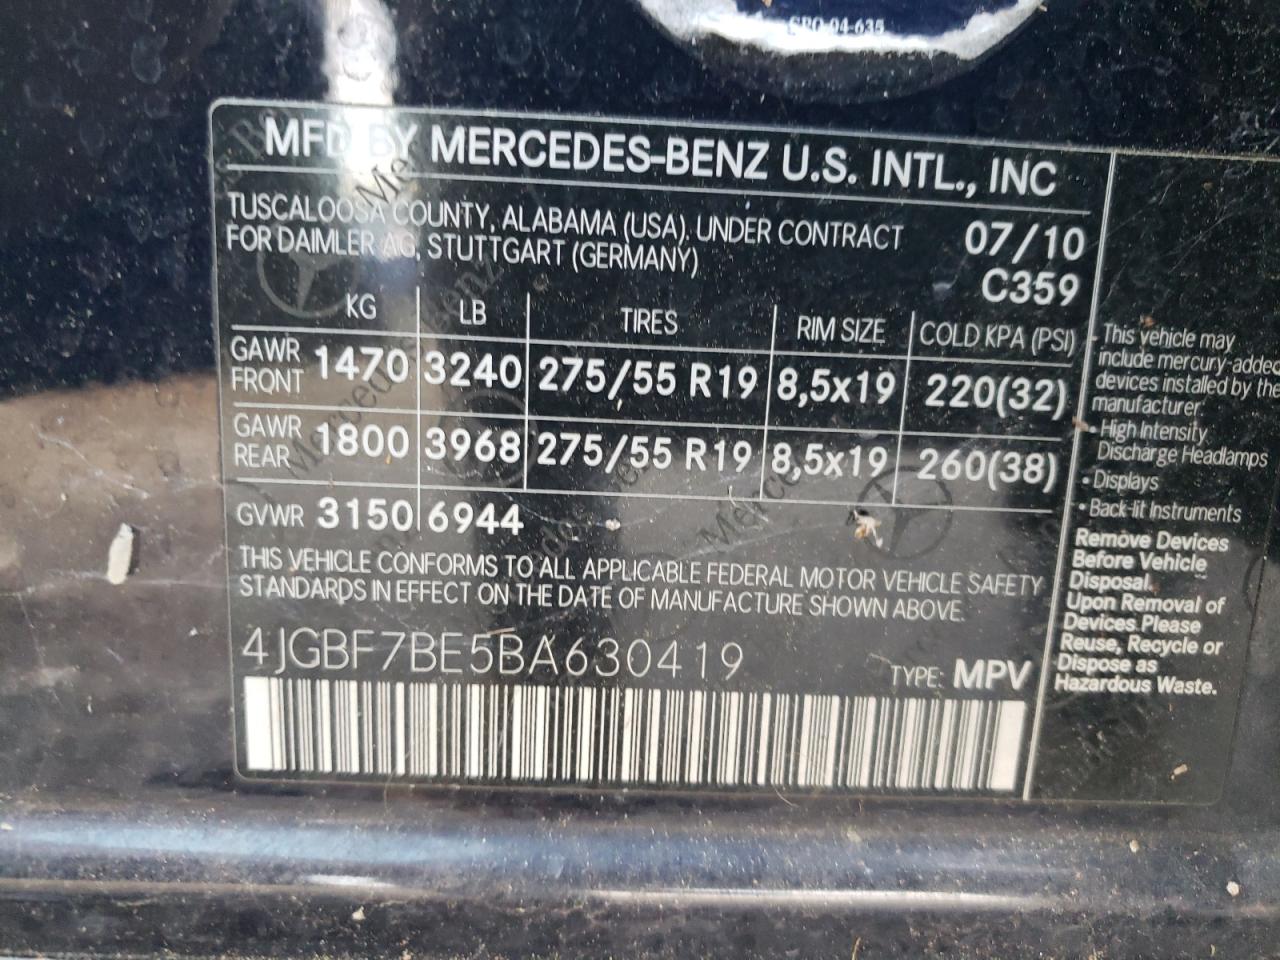 GPO-94-635
MFD BY MERCEDES-BENZ U.S. INTL., INC
TUSCALOOSA COUNTY, ALABAMA (USA), UNDER CONTRACT
FOR DAIMLER AG, STUTTGART (GERMANY)
07/10
C359
KG LB TIRES RIM SIZE COLD KPA (PSI)
GAWR
FRONT 1470 3240 275/55 R19 8,5x19 220(32)
GAWR
REAR 1800 3968 275/55 R19 8,5x19 260(38)
GVWR 3150 6944
THIS VEHICLE CONFORMS TO ALL APPLICABLE FEDERAL MOTOR VEHICLE SAFETY
STANDARDS IN EFFECT ON THE DATE OF MANUFACTURE SHOWN ABOVE.
4JGBF7BE5BA630419
TYPE: MPV
This vehicle may
include mercury-added
devices installed by the
manufacturer:
• High Intensity
Discharge Headlamps
• Displays
• Back-lit Instruments
Remove Devices
Before Vehicle
Disposal.
Upon Removal of
Devices Please
Reuse, Recycle or
Dispose as
Hazardous Waste.